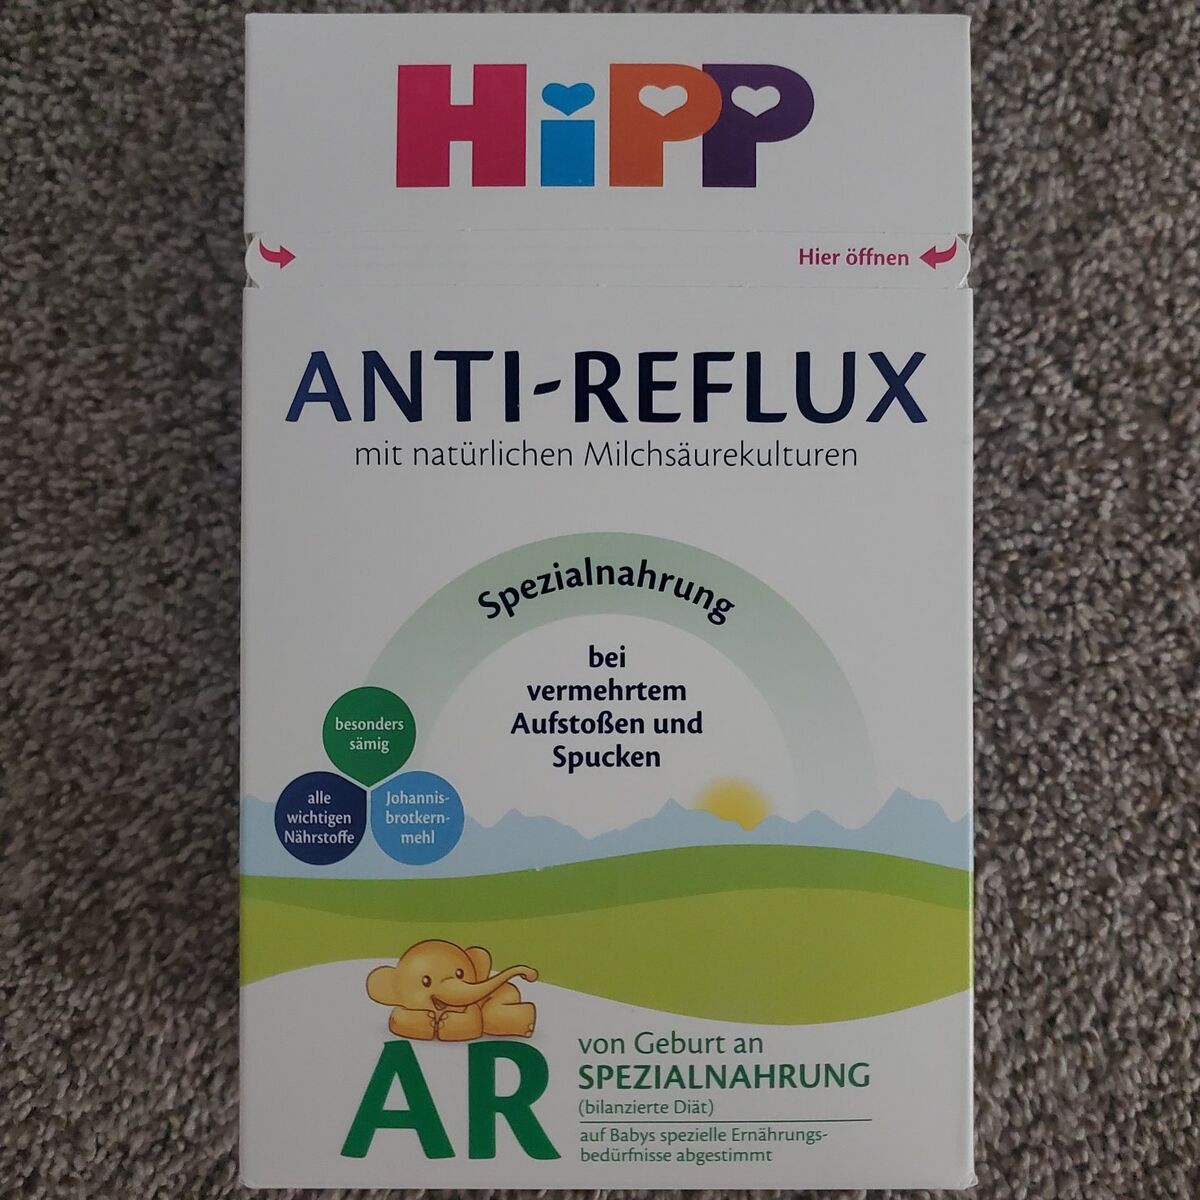 HiPP
Hier öffnen
ANTI-REFLUX
mit natürlichen Milchsäurekulturen
Spezialnahrung
bei
vermehrtem
Aufstoßen und
Spucken
besonders
sämig
alle
wichtigen
Nährstoffe
Johannis-
brotkern-
mehl
AR
von Geburt an
SPEZIALNAHRUNG
(bilanzierte Diät)
auf Babys spezielle Ernährungs-
bedürfnisse abgestimmt